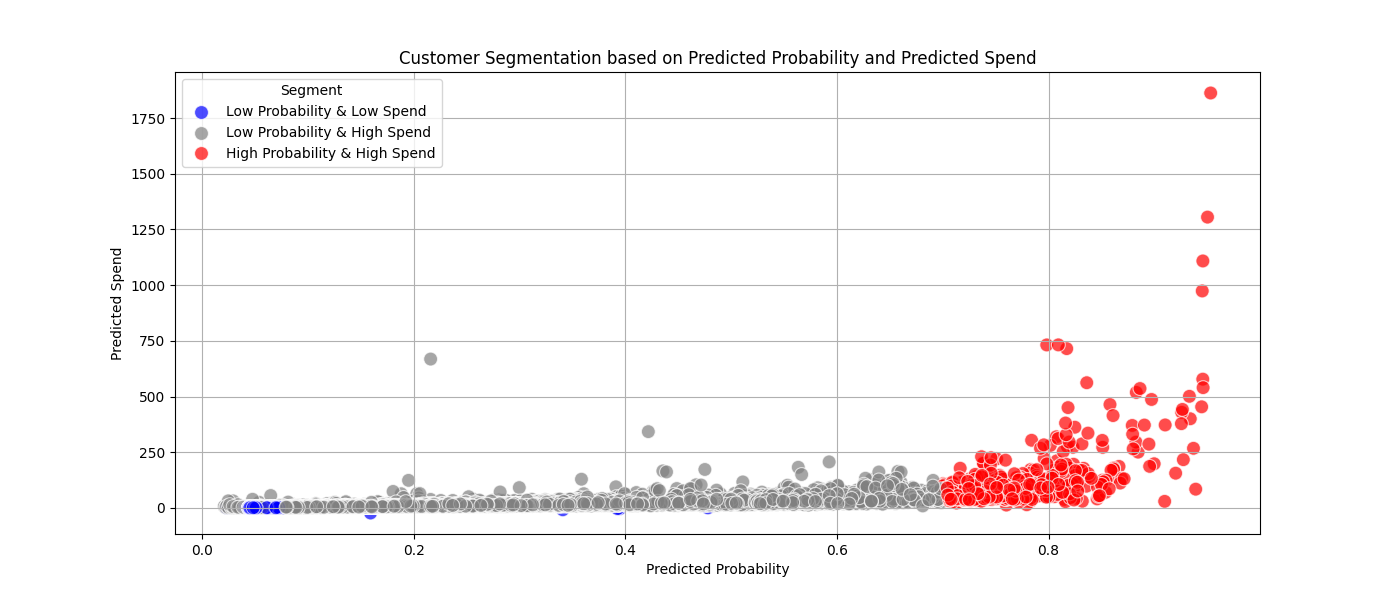 Customer Segmentation based on Predicted Probability and Predicted Spend
Segment
Low Probability & Low Spend
Low Probability & High Spend
High Probability & High Spend
1750
1500
1250
1000
750
500
250
0
Predicted Spend
0.0 0.2 0.4 0.6 0.8
Predicted Probability